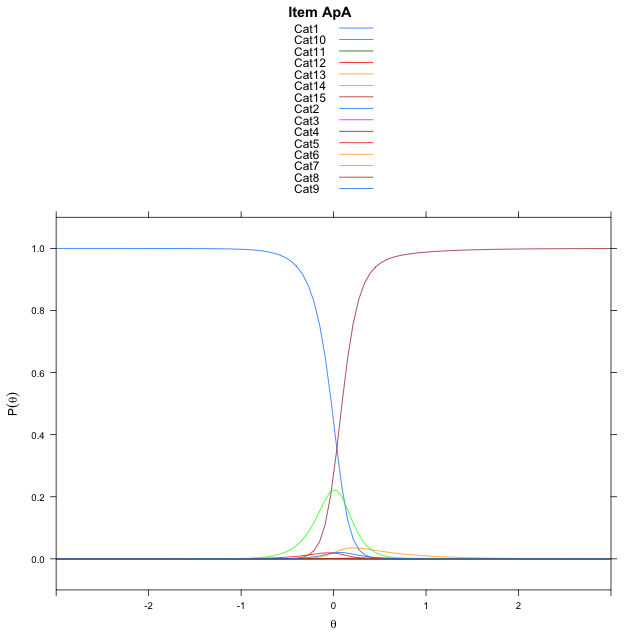 Item ApA
Cat1
Cat10
Cat11
Cat12
Cat13
Cat14
Cat15
Cat2
Cat3
Cat4
Cat5
Cat6
Cat7
Cat8
Cat9
1.0
0.8
0.6
0.4
0.2
0.0
P(θ)
-2 -1 0 1 2
θ